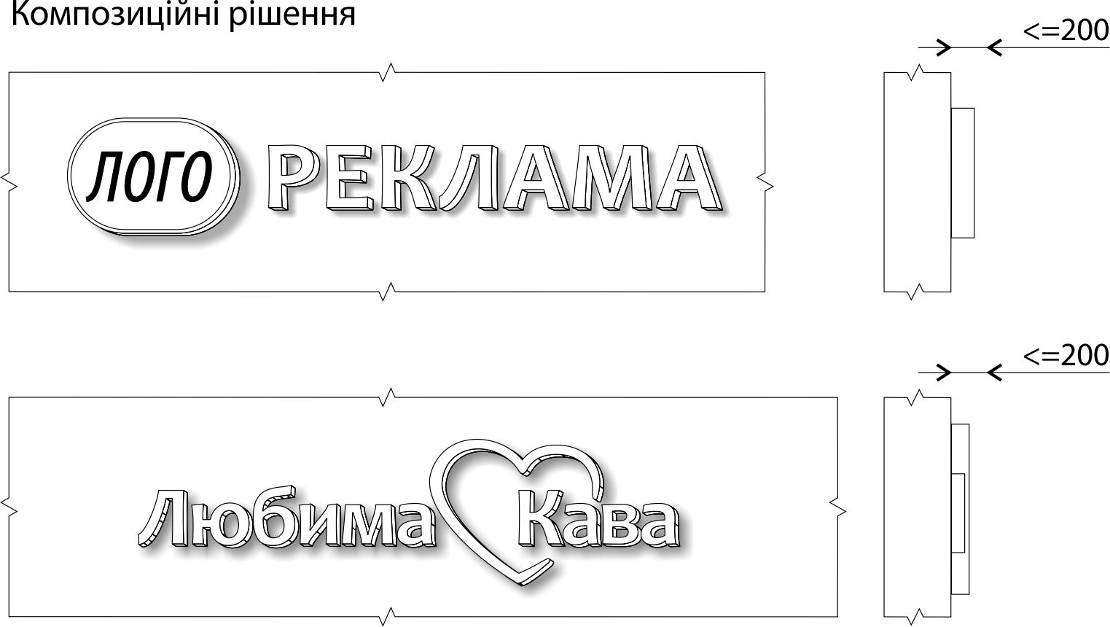 Композиційні рішення
<=200
ЛОГО РЕКЛАМА
<=200
Любима Кава